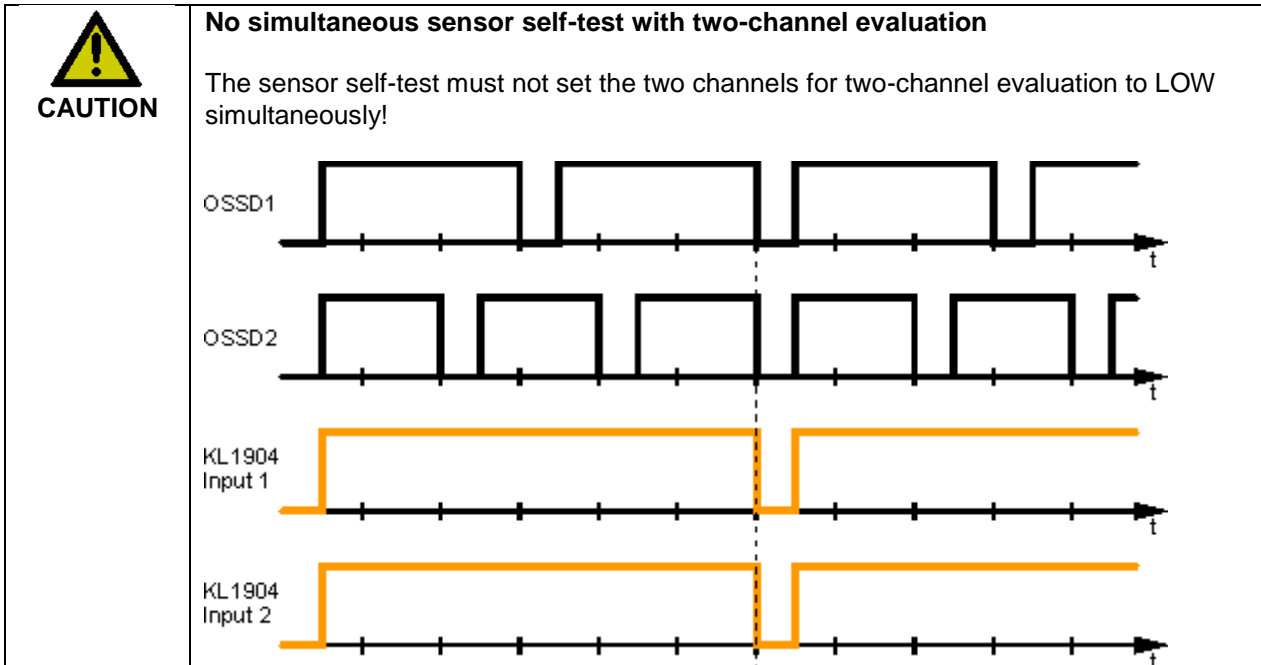 No simultaneous sensor self-test with two-channel evaluation
CAUTION
The sensor self-test must not set the two channels for two-channel evaluation to LOW
simultaneously!
OSSD1
t
OSSD2
t
KL1904
Input 1
t
KL1904
Input 2
t